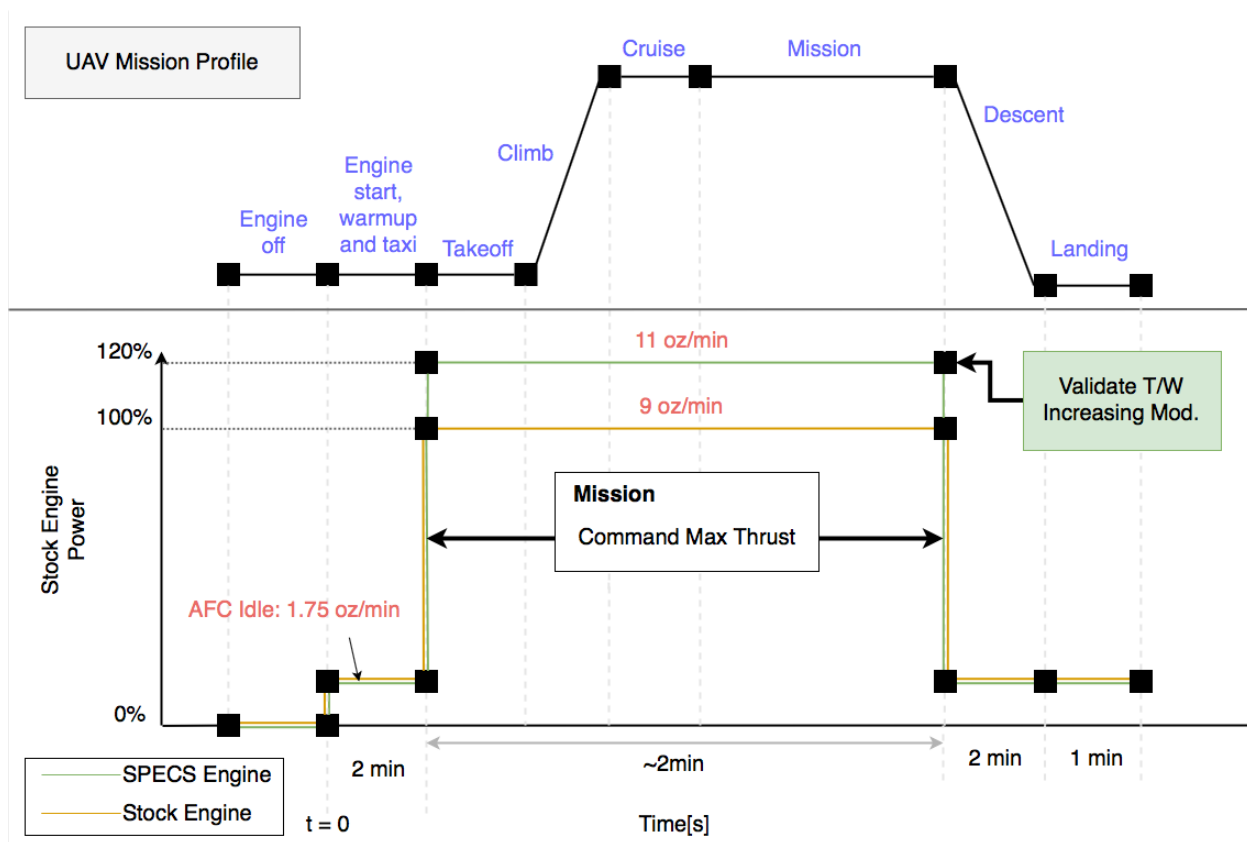 UAV Mission Profile
Cruise
Mission
Descent
Climb
Engine
start,
warmup
and taxi
Engine
off
Takeoff
Landing
120%
11 oz/min
Validate T/W
Increasing Mod.
100%
9 oz/min
Stock Engine
Power
Mission
Command Max Thrust
AFC Idle: 1.75 oz/min
0%
2 min
~2min
2 min
1 min
SPECS Engine
Stock Engine
t = 0
Time[s]